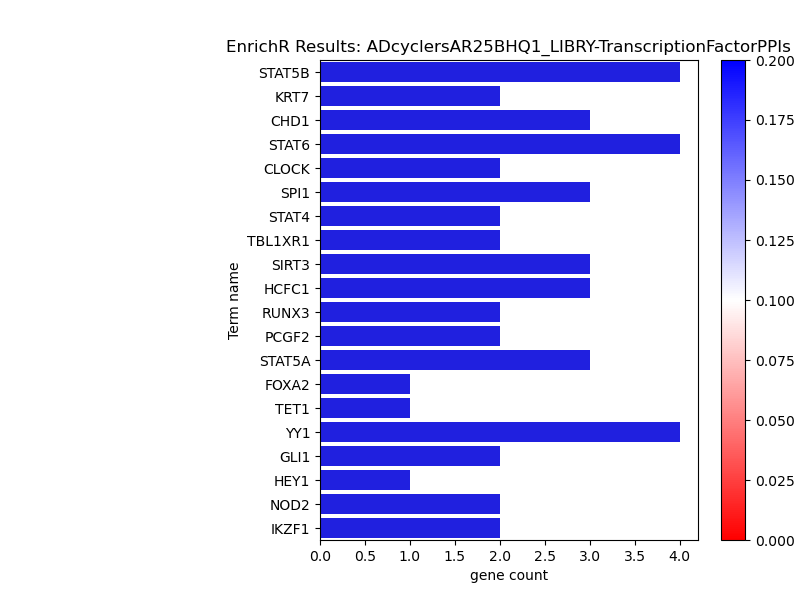 EnrichR Results: ADcyclersAR25BHQ1_LIBRY-TranscriptionFactorPPIs
STAT5B
KRT7
CHD1
STAT6
CLOCK
SPI1
STAT4
TBL1XR1
SIRT3
HCFC1
RUNX3
PCGF2
STAT5A
FOXA2
TET1
YY1
GLI1
HEY1
NOD2
IKZF1
Term name
0.0 0.5 1.0 1.5 2.0 2.5 3.0 3.5 4.0
gene count
0.200
0.175
0.150
0.125
0.100
0.075
0.050
0.025
0.000